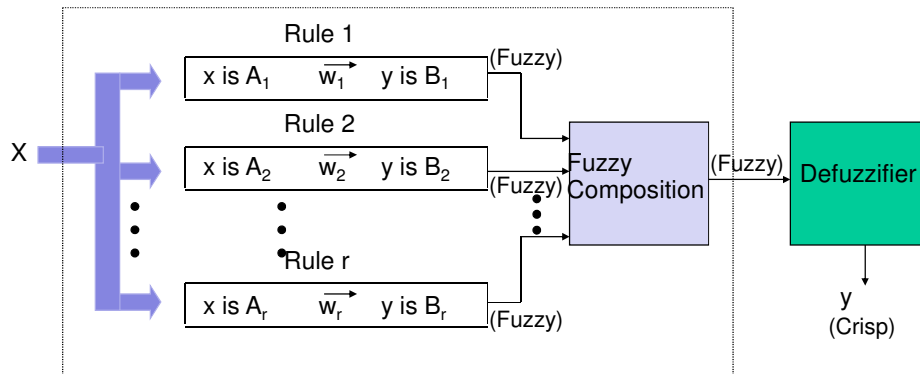 Rule 1
(Fuzzy)
x is A₁ w₁ y is B₁
Rule 2
X
x is A₂ w₂ y is B₂
(Fuzzy)
Fuzzy
Composition
(Fuzzy)
Defuzzifier
Rule r
x is Aᵣ wᵣ y is Bᵣ
(Fuzzy)
y
(Crisp)